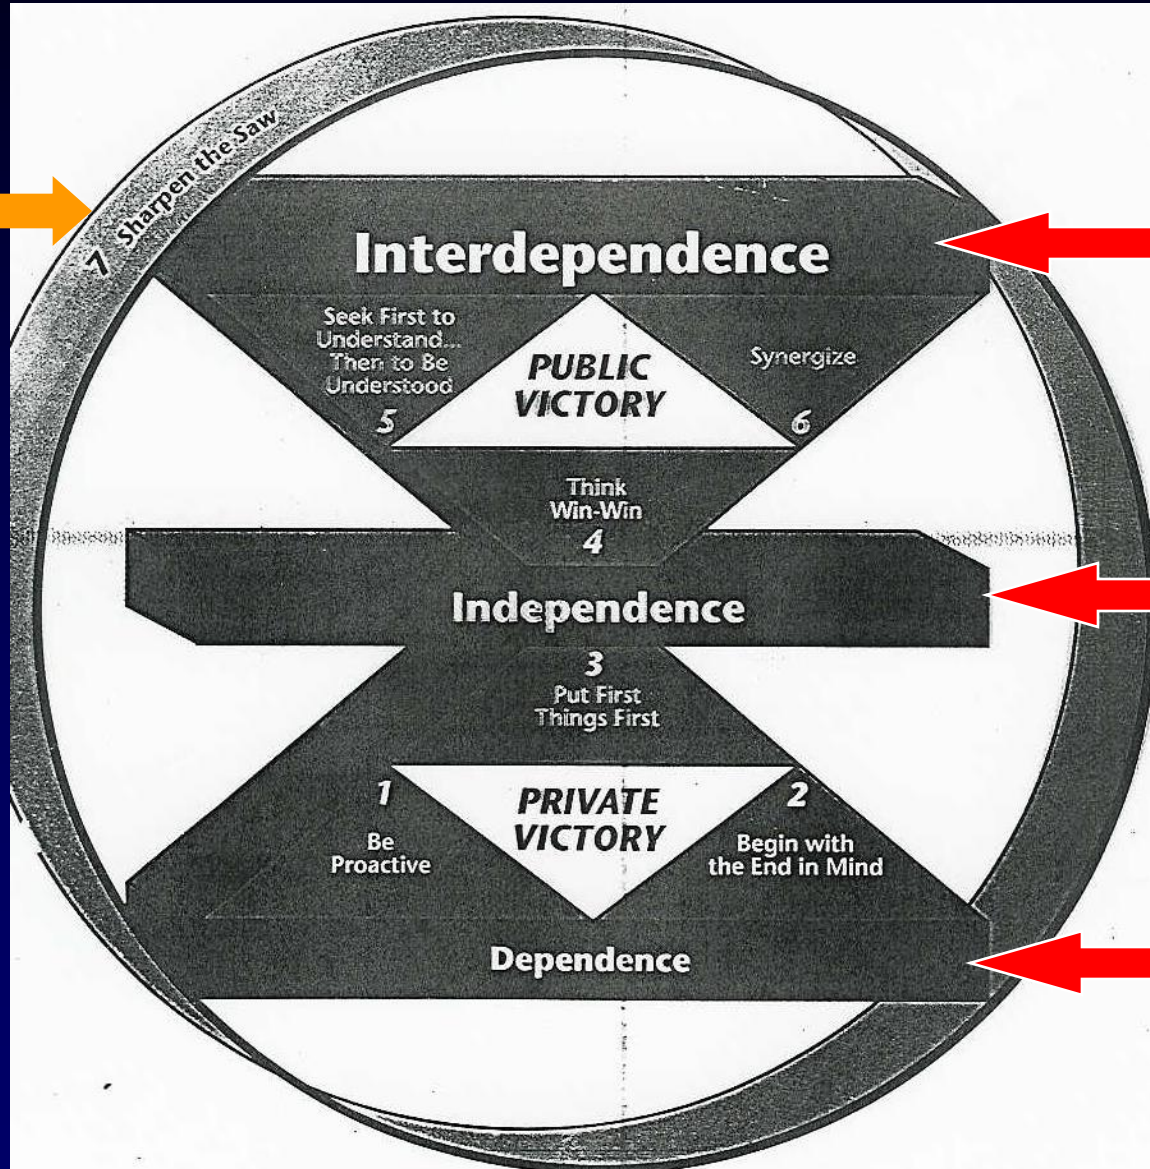 7 Sharpen the Saw
Interdependence
Seek First to
Understand...
Then to Be
Understood
5
PUBLIC
VICTORY
Synergize
6
Think
Win-Win
4
Independence
3
Put First
Things First
1
Be
Proactive
PRIVATE
VICTORY
2
Begin with
the End in Mind
Dependence